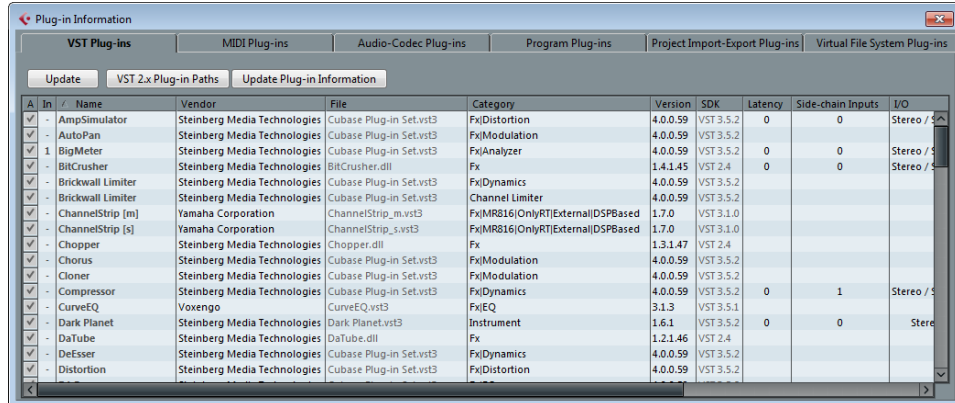 Plug-in Information
VST Plug-ins MIDI Plug-ins Audio-Codec Plug-ins Program Plug-ins Project Import-Export Plug-ins Virtual File System Plug-ins
Update VST 2.x Plug-in Paths Update Plug-in Information
A In Name Vendor File Category Version SDK Latency Side-chain Inputs I/O
AmpSimulator Steinberg Media Technologies Cubase Plug-in Set.vst3 Fx|Distortion 4.0.0.59 VST 3.5.2 0 0 Stereo /
- AutoPan Steinberg Media Technologies Cubase Plug-in Set.vst3 Fx|Modulation 4.0.0.59 VST 3.5.2
1 BigMeter Steinberg Media Technologies Cubase Plug-in Set.vst3 Fx|Analyzer 4.0.0.59 VST 3.5.2 0 0 Stereo /
- BitCrusher Steinberg Media Technologies BitCrusher.dll Fx 1.4.1.45 VST 2.4 0 0 Stereo /
- Brickwall Limiter Steinberg Media Technologies Cubase Plug-in Set.vst3 Fx|Dynamics 4.0.0.59 VST 3.5.2
- Brickwall Limiter Steinberg Media Technologies Cubase Plug-in Set.vst3 Channel Limiter 4.0.0.59 VST 3.5.2
- ChannelStrip [m] Yamaha Corporation ChannelStrip_m.vst3 Fx|MR816|OnlyRT|External|DSPBased 1.7.0 VST 3.1.0
- ChannelStrip [s] Yamaha Corporation ChannelStrip_s.vst3 Fx|MR816|OnlyRT|External|DSPBased 1.7.0 VST 3.1.0
- Chopper Steinberg Media Technologies Chopper.dll Fx 1.3.1.47 VST 2.4
- Chorus Steinberg Media Technologies Cubase Plug-in Set.vst3 Fx|Modulation 4.0.0.59 VST 3.5.2
- Cloner Steinberg Media Technologies Cubase Plug-in Set.vst3 Fx|Modulation 4.0.0.59 VST 3.5.2
- Compressor Steinberg Media Technologies Cubase Plug-in Set.vst3 Fx|Dynamics 4.0.0.59 VST 3.5.2 0 1 Stereo /
- CurveEQ Voxengo CurveEQ.vst3 Fx|EQ 3.1.3 VST 3.5.1
- Dark Planet Steinberg Media Technologies Dark Planet.vst3 Instrument 1.6.1 VST 3.5.2 0 0 Stere
- DaTube Steinberg Media Technologies DaTube.dll Fx 1.2.1.46 VST 2.4
- DeEsser Steinberg Media Technologies Cubase Plug-in Set.vst3 Fx|Dynamics 4.0.0.59 VST 3.5.2
- Distortion Steinberg Media Technologies Cubase Plug-in Set.vst3 Fx|Distortion 4.0.0.59 VST 3.5.2